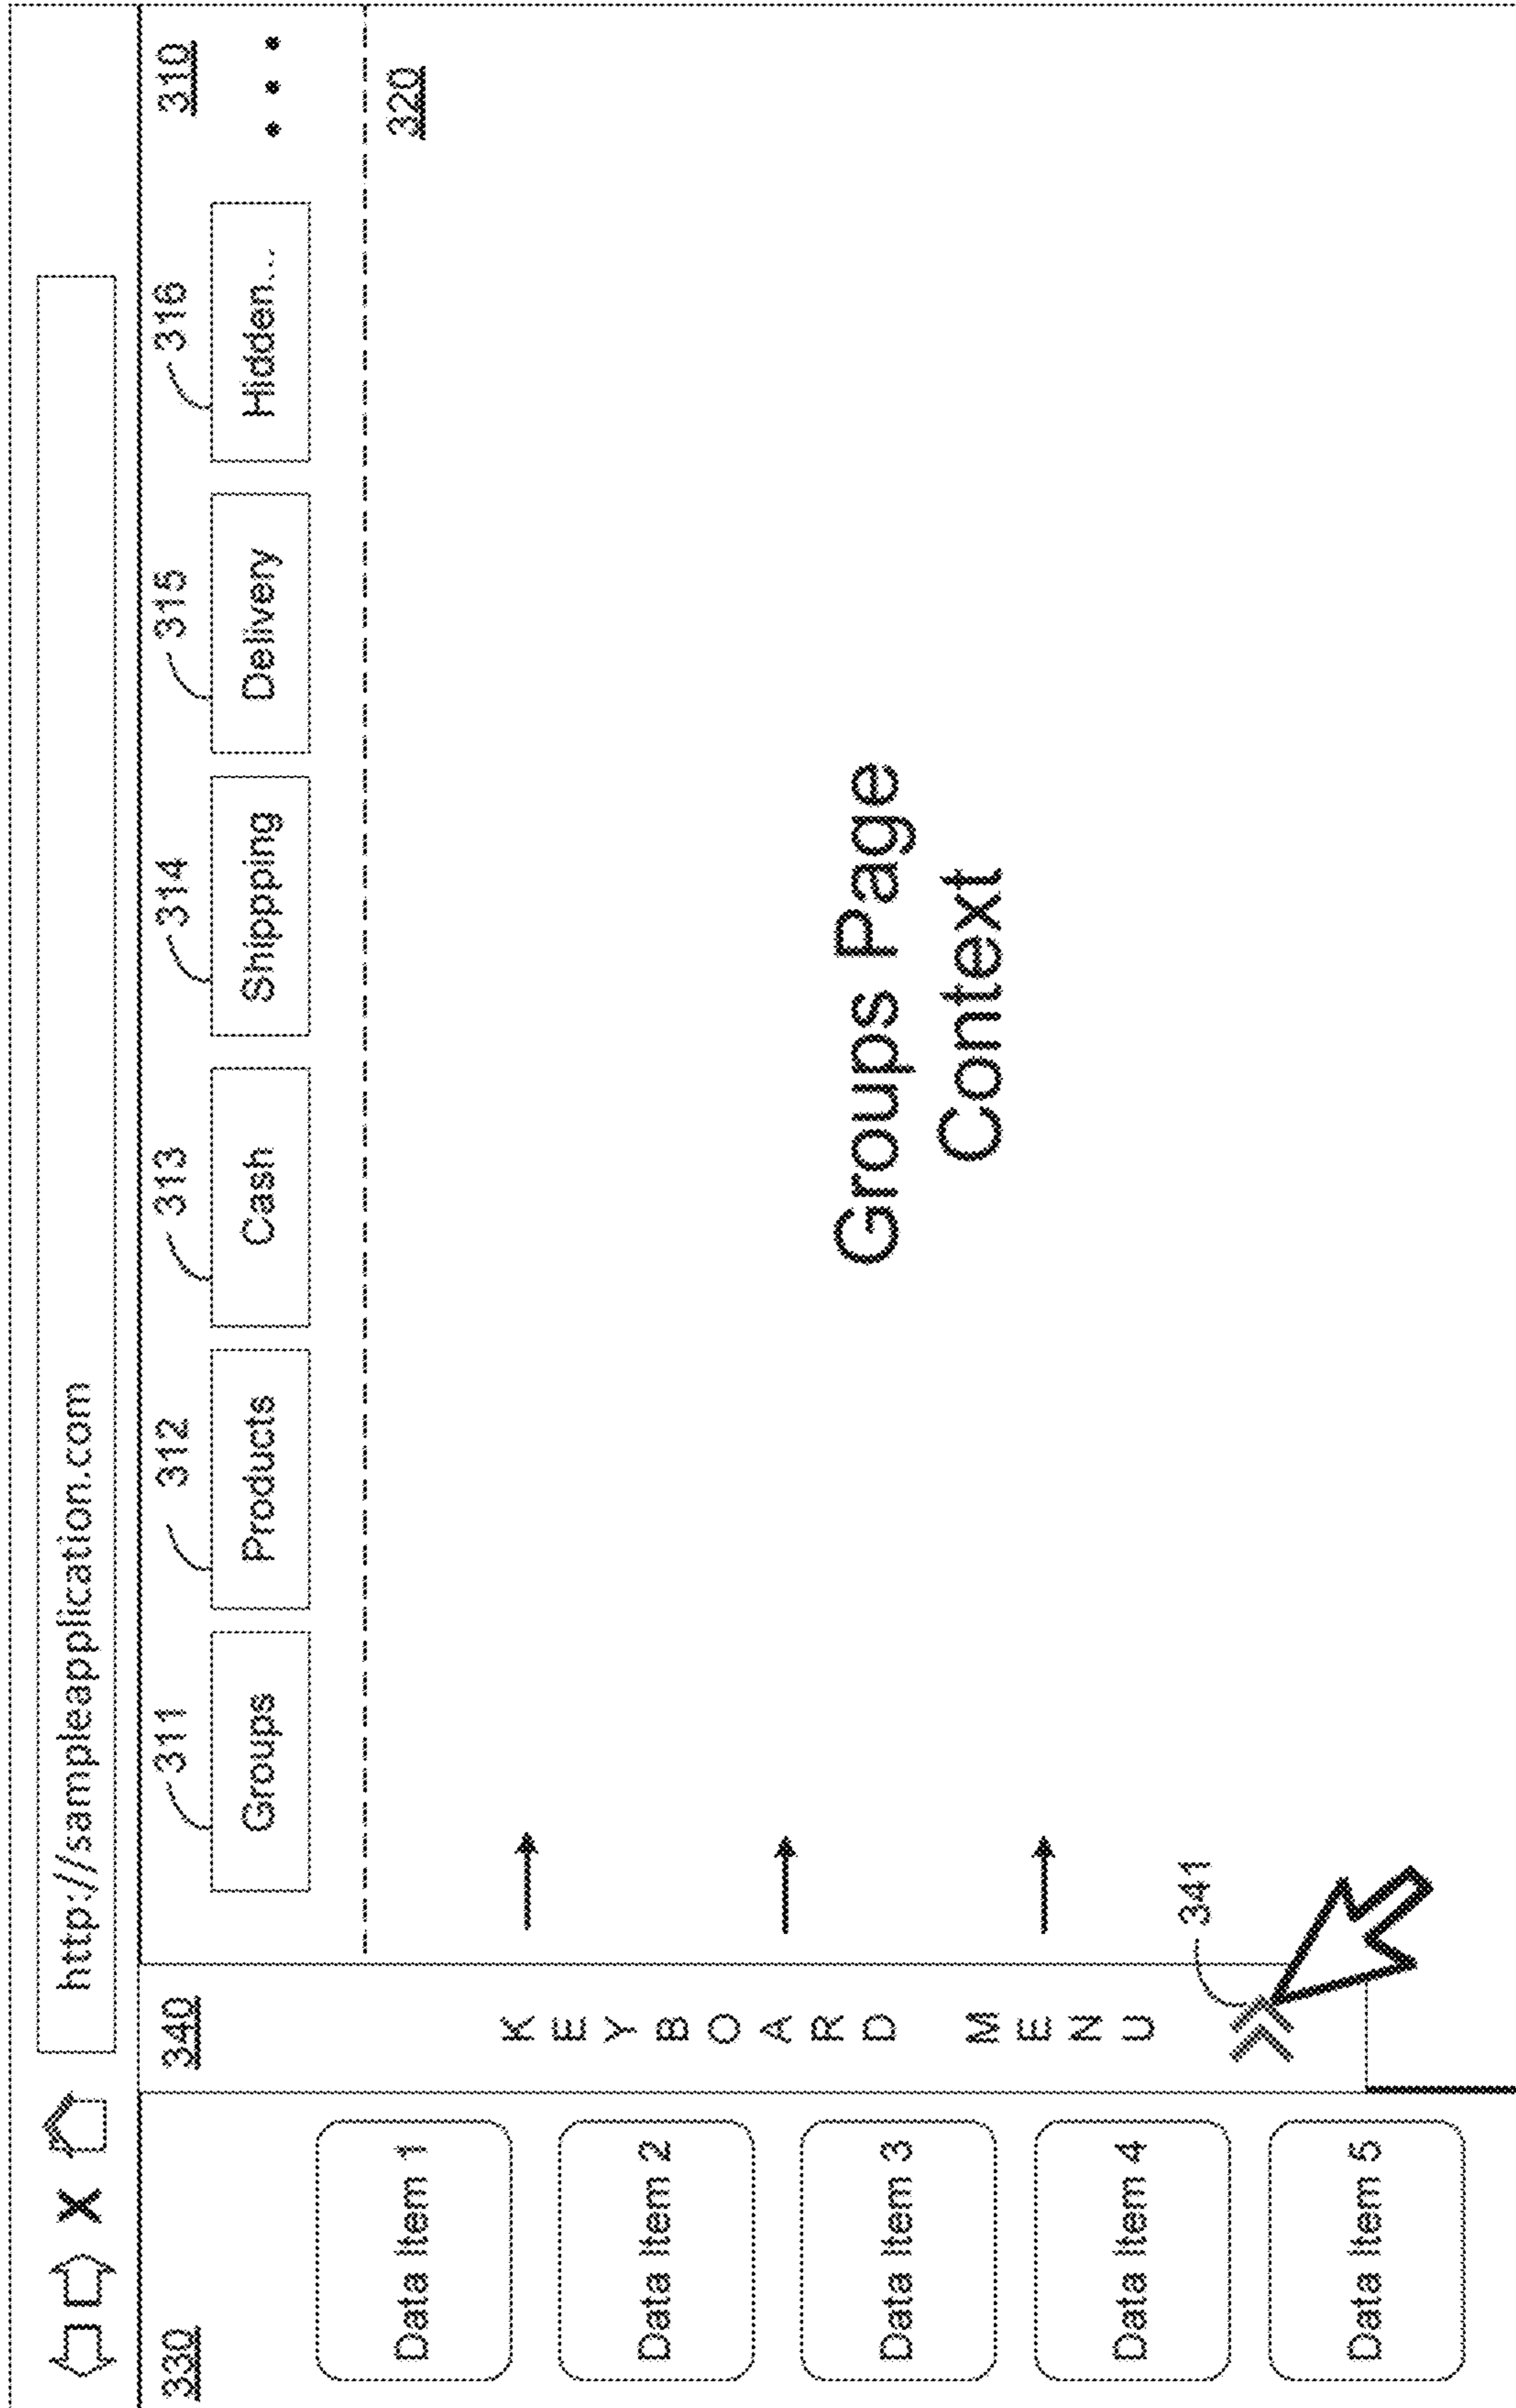 http://sampleapplication.com
330
340
310
311
312
313
314
315
316
Groups
Products
Cash
Shipping
Delivery
Hidden...
320
Data Item 1
Data Item 2
Data Item 3
Data Item 4
Data Item 5
KEYBOARD MENU
341
Groups Page
Context